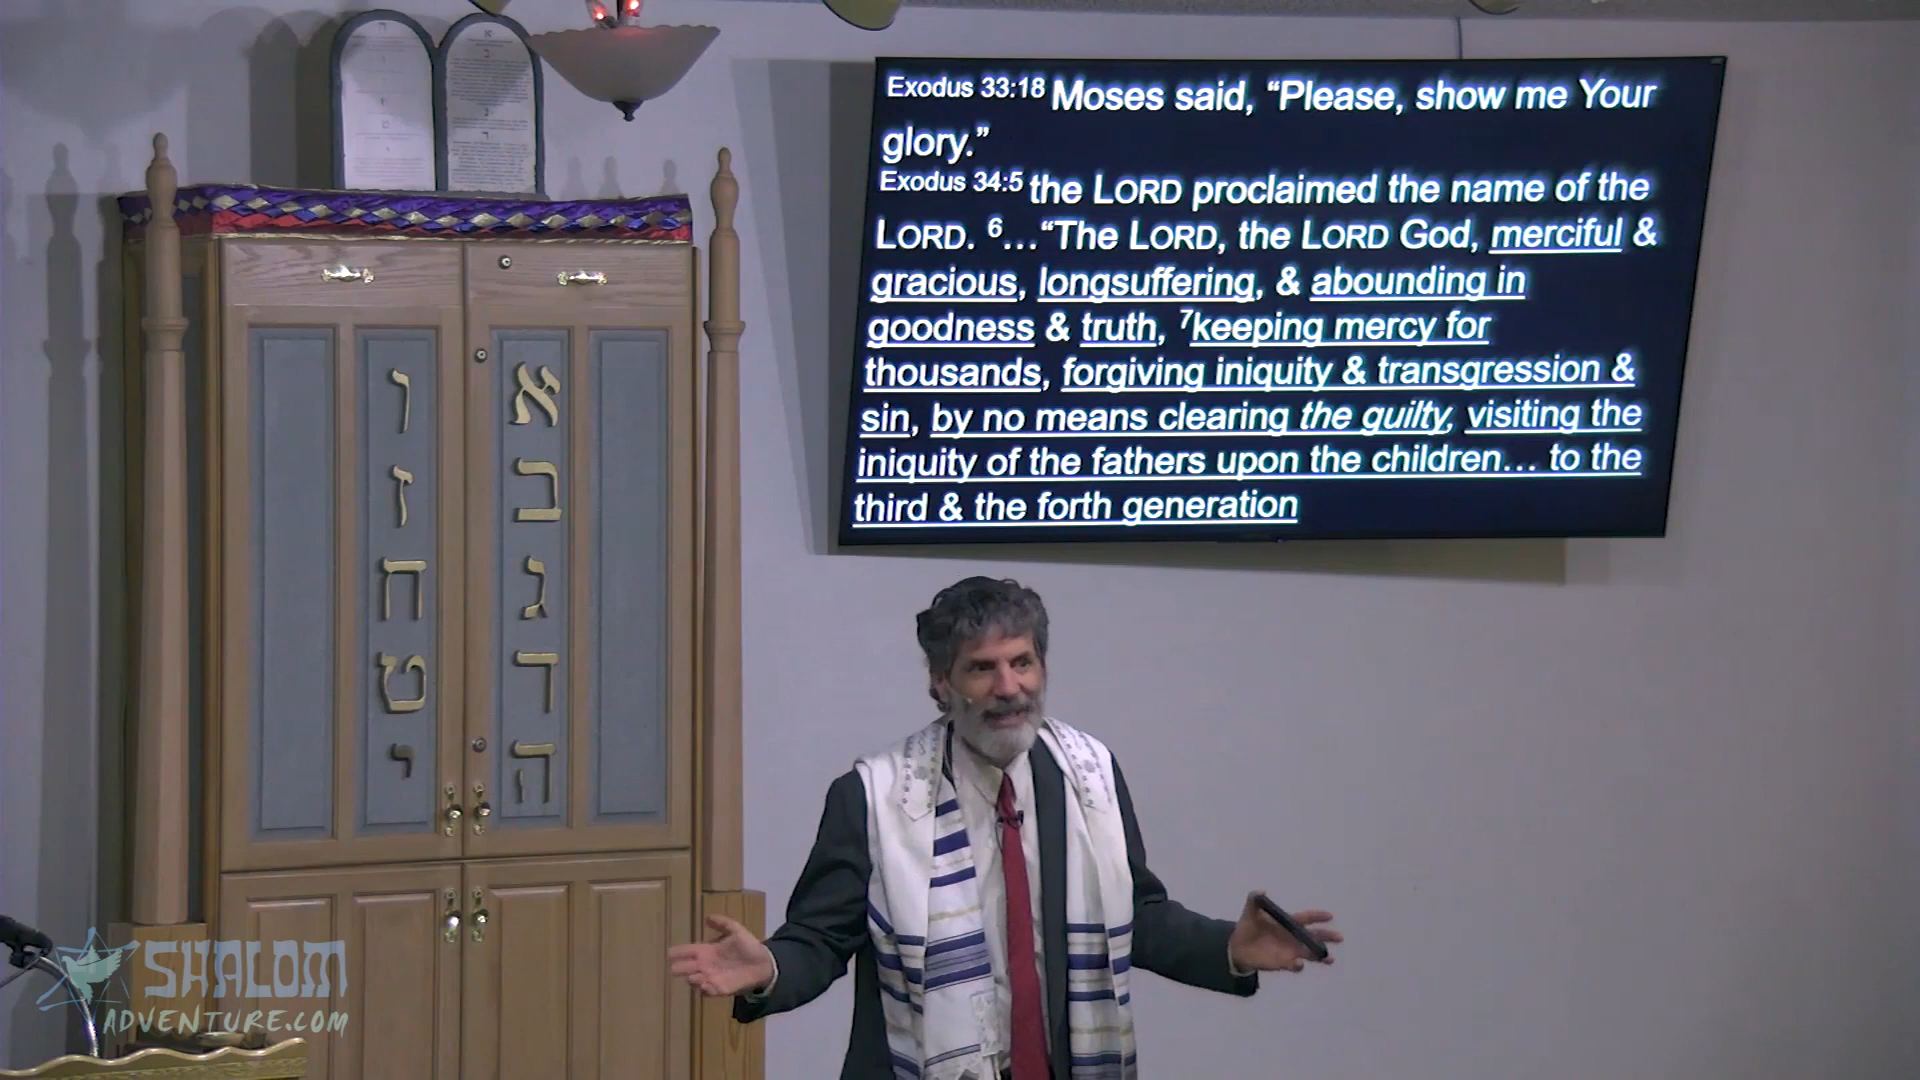 Exodus 33:18 Moses said, “Please, show me Your
glory.”
Exodus 34:5 the LORD proclaimed the name of the
LORD. 6…“The LORD, the LORD God, merciful &
gracious, longsuffering, & abounding in
goodness & truth, 7keeping mercy for
thousands, forgiving iniquity & transgression &
sin, by no means clearing the guilty, visiting the
iniquity of the fathers upon the children… to the
third & the forth generation
א
ב
ג
ד
ה
ו
ז
ח
ט
י
SHALOM
ADVENTURE.COM